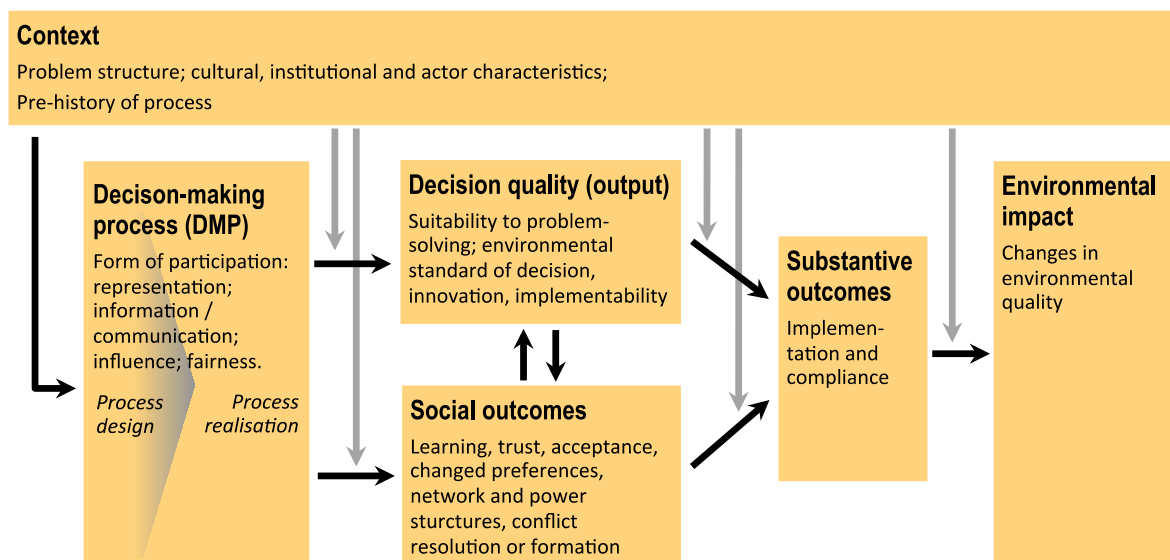 Context
Problem structure; cultural, institutional and actor characteristics;
Pre-history of process
Decison-making
process (DMP)
Form of participation:
representation;
information /
communication;
influence; fairness.
Process
design
Process
realisation
Decision quality (output)
Suitability to problem-
solving; environmental
standard of decision,
innovation, implementability
Social outcomes
Learning, trust, acceptance,
changed preferences,
network and power
sturctures, conflict
resolution or formation
Substantive
outcomes
Implemen-
tation and
compliance
Environmental
impact
Changes in
environmental
quality